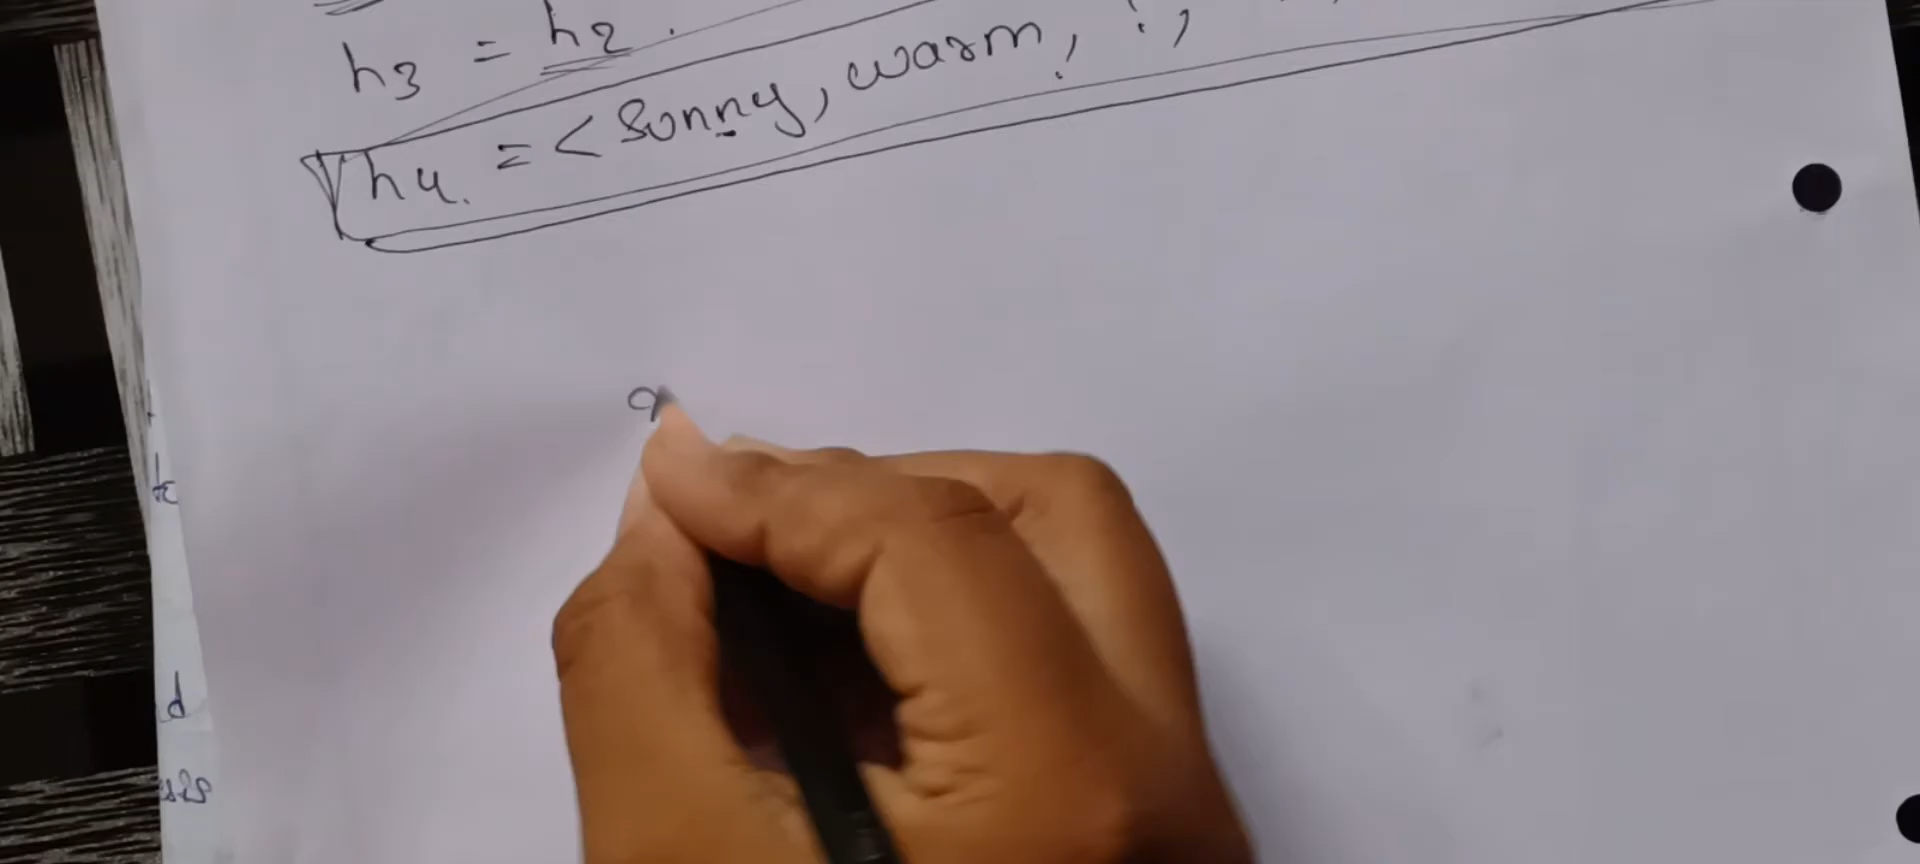 h3 = h2.
h4. = < Sunny, warm, ?,
d